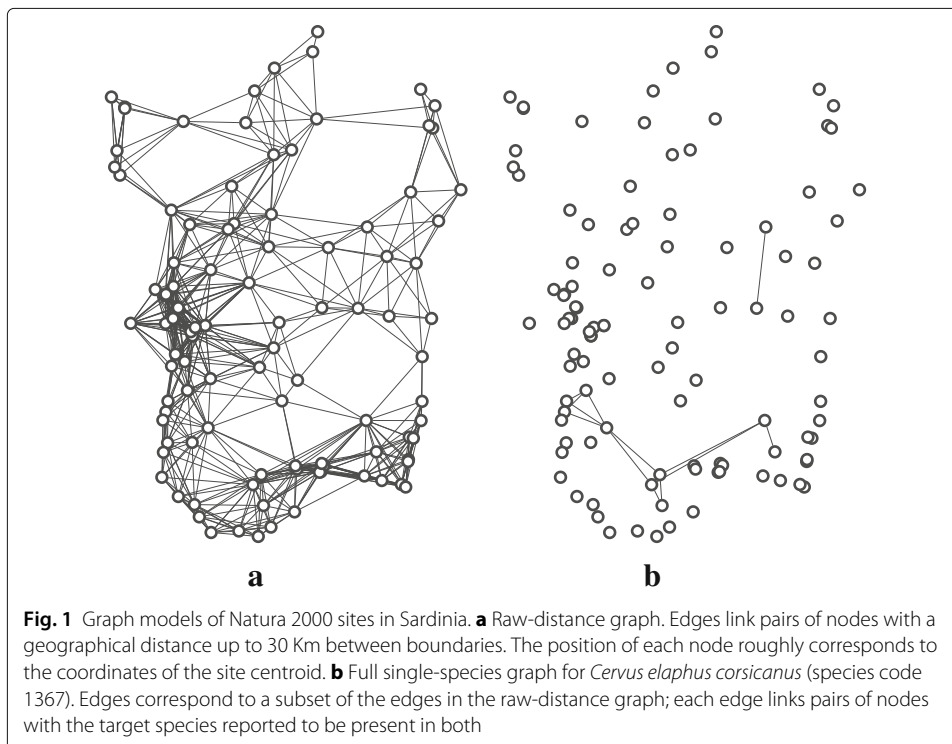 a
b
Fig. 1 Graph models of Natura 2000 sites in Sardinia. a Raw-distance graph. Edges link pairs of nodes with a
geographical distance up to 30 Km between boundaries. The position of each node roughly corresponds to
the coordinates of the site centroid. b Full single-species graph for Cervus elaphus corsicanus (species code
1367). Edges correspond to a subset of the edges in the raw-distance graph; each edge links pairs of nodes
with the target species reported to be present in both